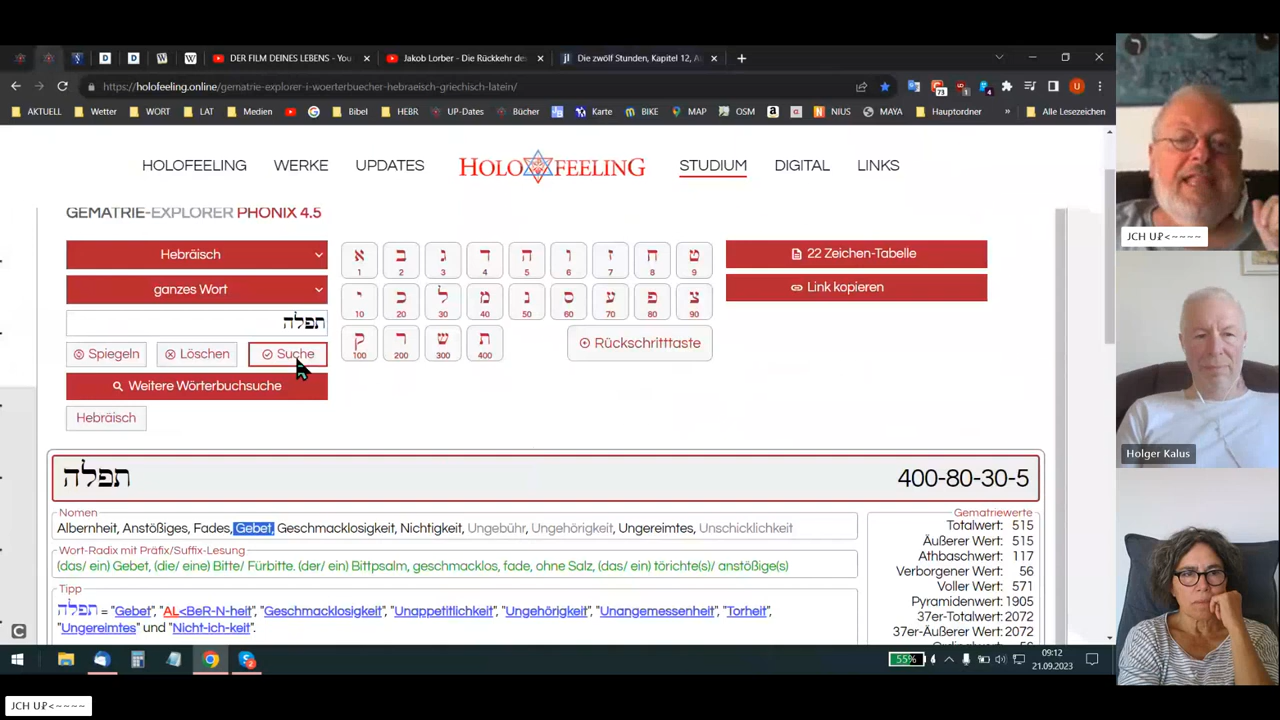 DER FILM DEINES LEBENS - You
Jakob Lorber - Die Rückkehr des
jl Die zwölf Stunden, Kapitel 12, A
https://holofeeling.online/gematrie-explorer-i-woerterbuecher-hebraeisch-griechisch-latein/
AKTUELL Wetter WORT LAT Medien Bibel HEBR UP-Dates Bücher BIKE Karte MAP OSM NIUS MAYA Hauptordner » Alle Lesezeichen
HOLOFEELING WERKE UPDATES HOLO FEELING STUDIUM DIGITAL LINKS
GEMATRIE-EXPLORER PHÖNIX 4.5
Hebräisch
ganzes Wort
תפלה
Spiegeln Löschen Suche
Weitere Wörterbuchsuche
Hebräisch
א ב ג ד ה ו ז ח ט
1 2 3 4 5 6 7 8 9
י כ ל מ נ ס ע פ צ
10 20 30 40 50 60 70 80 90
ק ר ש ת
100 200 300 400
Rückschritttaste
22 Zeichen-Tabelle
Link kopieren
תפלה 400-80-30-5
Nomen
Albernheit, Anstößiges, Fades, Gebet, Geschmacklosigkeit, Nichtigkeit, Ungebühr, Ungehörigkeit, Ungereimtes, Unschicklichkeit
Wort-Radix mit Präfix/Suffix-Lesung
(das/ ein) Gebet, (die/ eine) Bitte/ Fürbitte. (der/ ein) Bittpsalm, geschmacklos, fade, ohne Salz, (das/ ein) törichte(s)/ anstößige(s)
Tipp
תפלה = "Gebet", "AL<BeR-N-heit", "Geschmacklosigkeit", "Unappetitlichkeit", "Ungehörigkeit", "Unangemessenheit", "Torheit",
"Ungereimtes" und "Nicht-ich-keit".
Gematriewerte
Totalwert: 515
Äußerer Wert: 515
Athbaschwert: 117
Verborgener Wert: 56
Voller Wert: 571
Pyramidenwert: 1905
37er-Totalwert: 2072
37er-Äußerer Wert: 2072
55%
09:12
21.09.2023
JCH UP<~~~~
Holger Kalus
JCH UP<~~~~